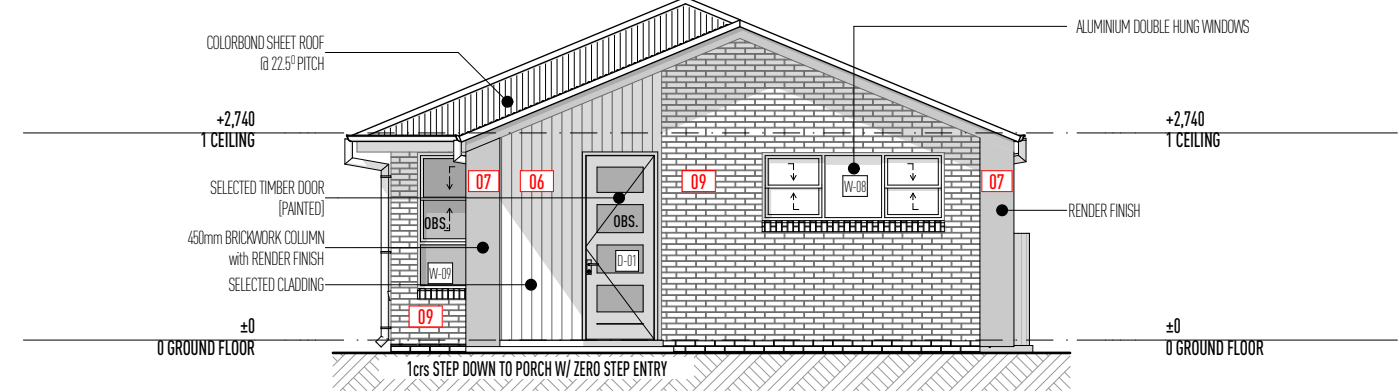 COLORBOND SHEET ROOF
@ 22.5⁰ PITCH
ALUMINIUM DOUBLE HUNG WINDOWS
+2,740
1 CEILING
+2,740
1 CEILING
SELECTED TIMBER DOOR
[PAINTED]
07
06
09
W-08
07
OBS.
OBS.
RENDER FINISH
450mm BRICKWORK COLUMN
with RENDER FINISH
SELECTED CLADDING
W-09
D-01
09
±0
0 GROUND FLOOR
±0
0 GROUND FLOOR
1crs STEP DOWN TO PORCH W/ ZERO STEP ENTRY